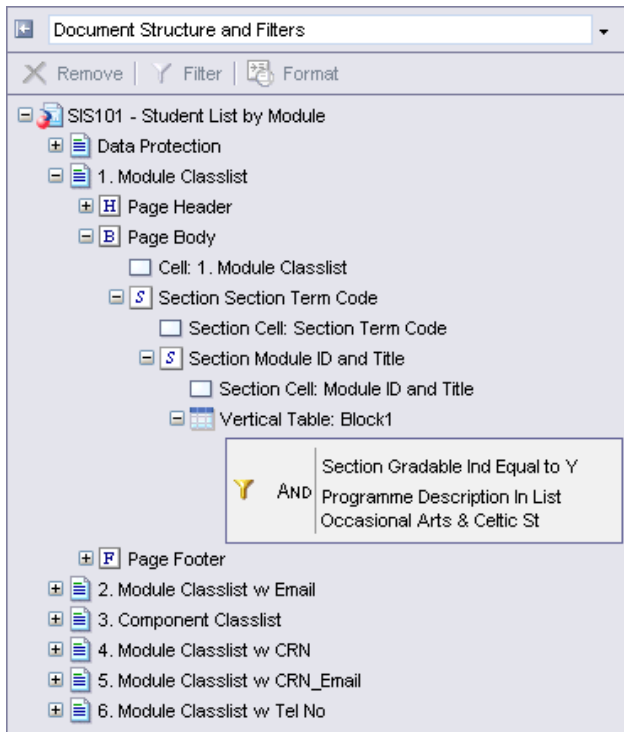 Document Structure and Filters
Remove Filter Format
SIS101 - Student List by Module
Data Protection
1. Module Classlist
H Page Header
B Page Body
Cell: 1. Module Classlist
S Section Section Term Code
Section Cell: Section Term Code
S Section Module ID and Title
Section Cell: Module ID and Title
Vertical Table: Block1
Section Gradable Ind Equal to Y
AND Programme Description In List
Occasional Arts & Celtic St
F Page Footer
2. Module Classlist w Email
3. Component Classlist
4. Module Classlist w CRN
5. Module Classlist w CRN_Email
6. Module Classlist w Tel No